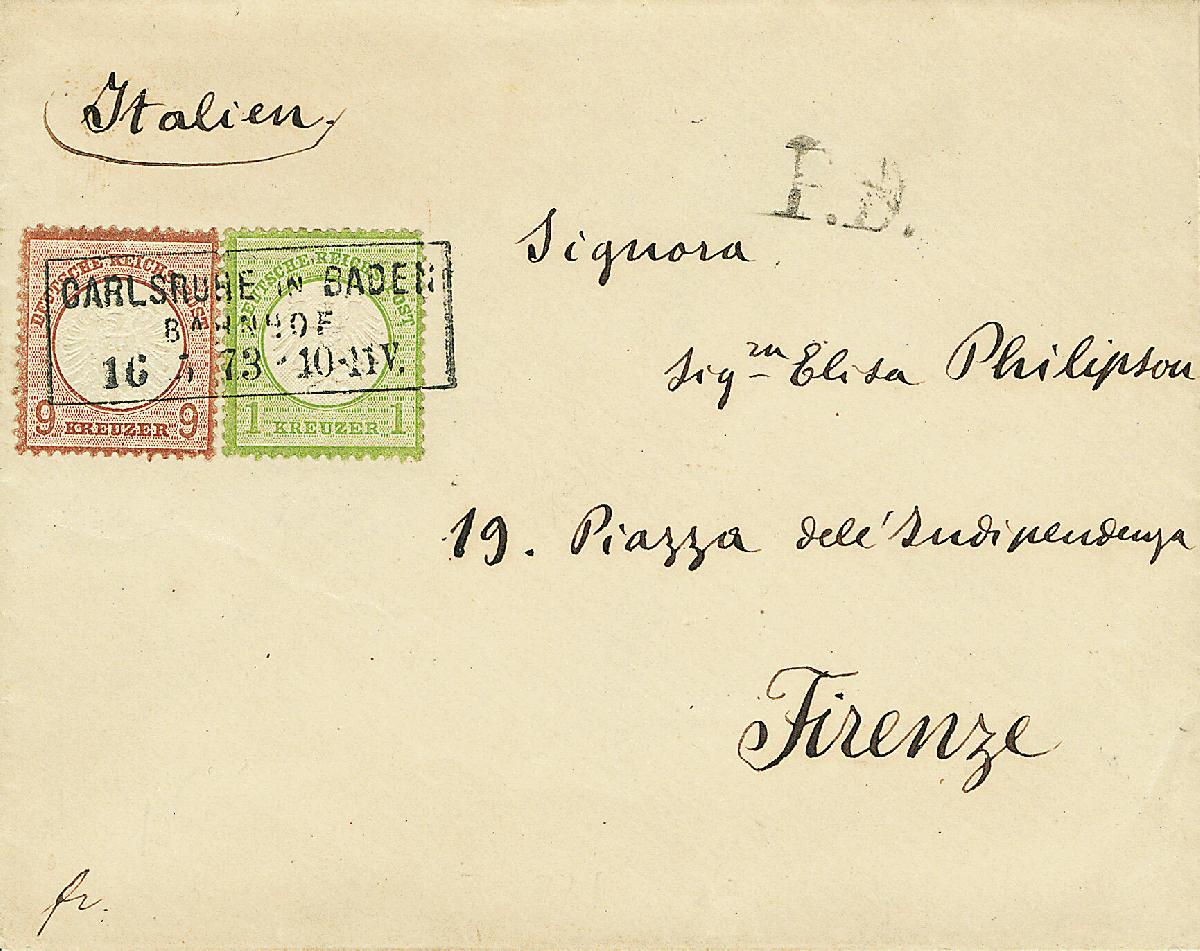 Italien.
P.D.
Signora
Sig.ra Elisa Philipson
19. Piazza dell'Indipendenza
Firenze
fr.
DEUTSCHE REICHS-POST
9 KREUZER 9
DEUTSCHE REICHS-POST
1 KREUZER 1
CARLSRUHE IN BADEN
BAHNHOF
16 5 73 10-11V.